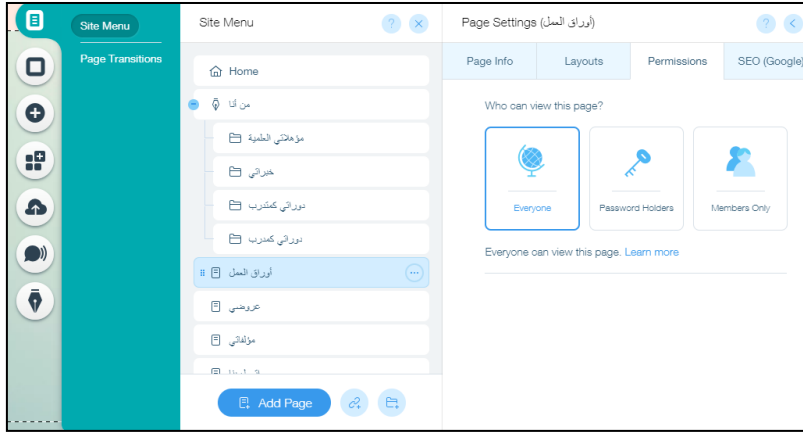 Site Menu
Page Transitions
Site Menu
?
Home
من أنا
مؤهلاتي العلمية
خبراتي
دوراتي كمتدرب
دوراتي كمدرب
أوراق العمل
عروضي
مؤلفاتي
Add Page
Page Settings (أوراق العمل)
?
Page Info
Layouts
Permissions
SEO (Google)
Who can view this page?
Everyone
Password Holders
Members Only
Everyone can view this page. Learn more